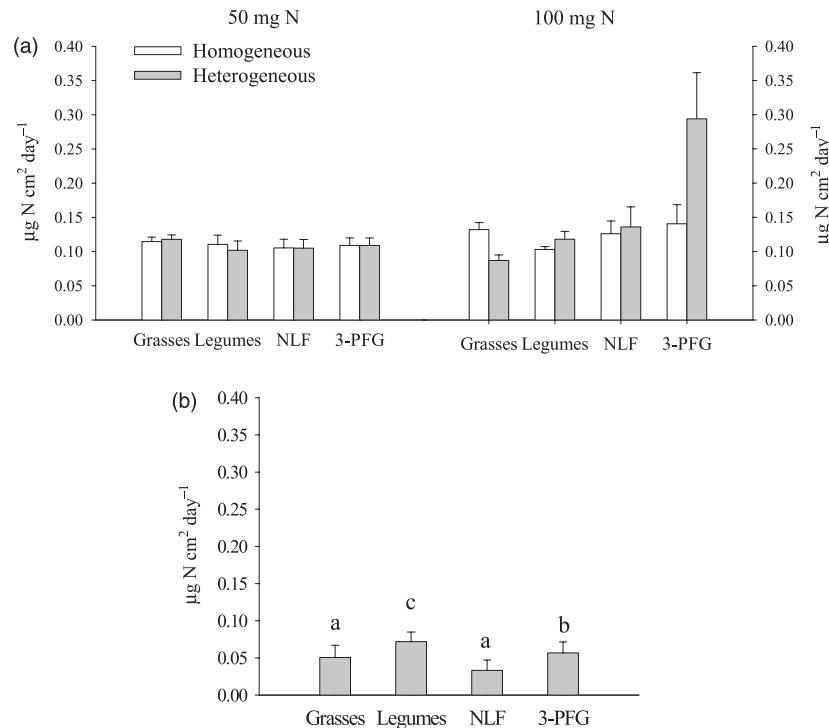 50 mg N 100 mg N
(a)
Homogeneous
Heterogeneous
0.40 0.40
0.35 0.35
0.30 0.30
0.25 0.25
0.20 0.20
0.15 0.15
0.10 0.10
0.05 0.05
0.00 0.00
µg N cm² day⁻¹
µg N cm² day⁻¹
Grasses Legumes NLF 3-PFG Grasses Legumes NLF 3-PFG
(b)
0.40
0.35
0.30
0.25
0.20
0.15
0.10
0.05
0.00
µg N cm² day⁻¹
a c a b
Grasses Legumes NLF 3-PFG